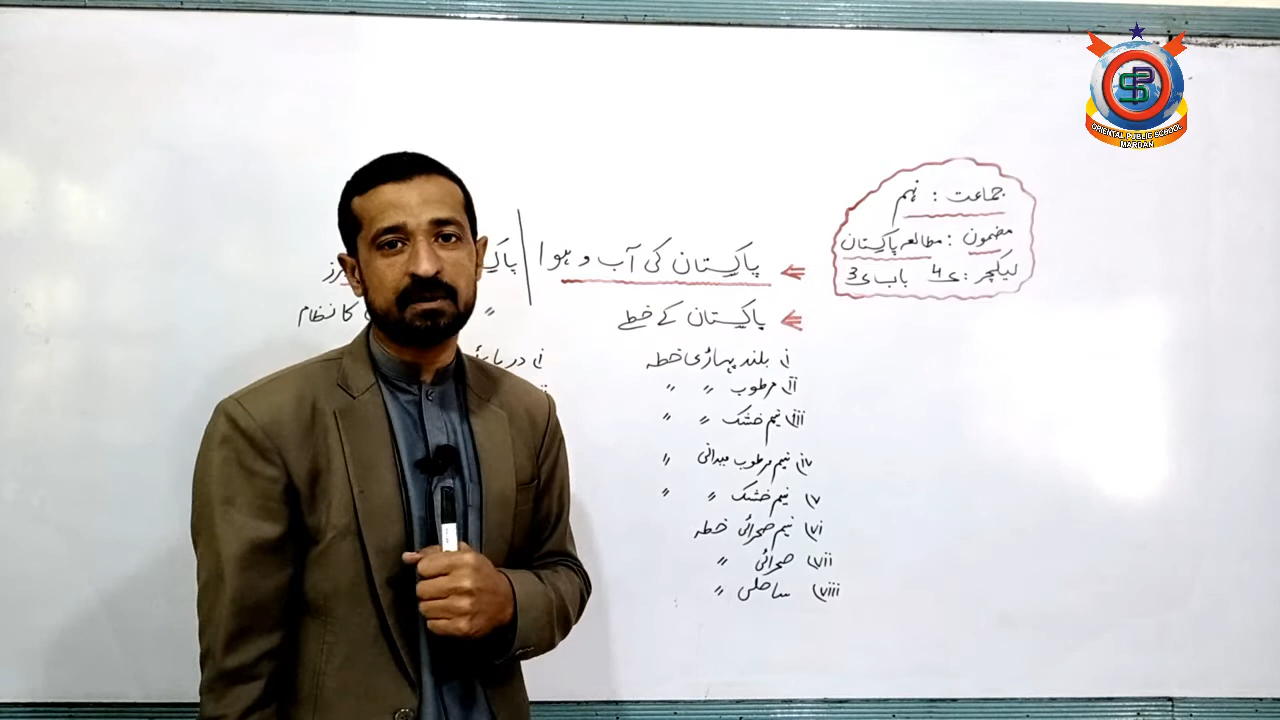 ORIENTAL PUBLIC SCHOOL
MARDAN
جماعت : نہم
مضمون : مطالعہ پاکستان
لیکچر : ی 4 باب ی 3
پاکستان کی آب و ہوا
پاکستان کے خطے
i) بلند پہاڑی خطہ
ii) مرطوب 〃 〃
iii) نیم خشک 〃 〃
iv) نیم مرطوب میدانی 〃
v) نیم خشک 〃 〃
vi) نیم صحرائی خطہ
vii) صحرائی 〃
viii) ساحلی 〃
〃 کا نظام